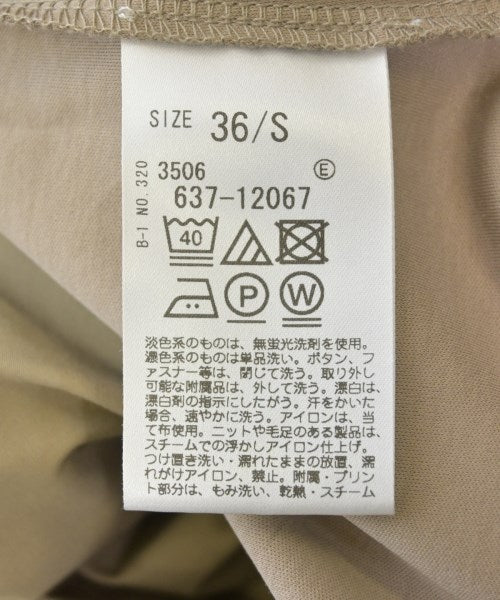 SIZE 36/S
B-1 NO.320
3506 E
637-12067
40
P W
淡色系のものは、無蛍光洗剤を使用。
濃色系のものは単品洗い。ボタン、フ
ァスナー等は、閉じて洗う。取り外し
可能な附属品は、外して洗う。漂白は、
漂白剤の指示にしたがう。汗をかいた
場合、速やかに洗う。アイロンは、当
て布使用。ニットや毛足のある製品は、
スチームでの浮かしアイロン仕上げ。
つけ置き洗い・濡れたままの放置、濡
れがけアイロン、禁止。附属・プリン
ト部分は、もみ洗い、乾熱・スチーム